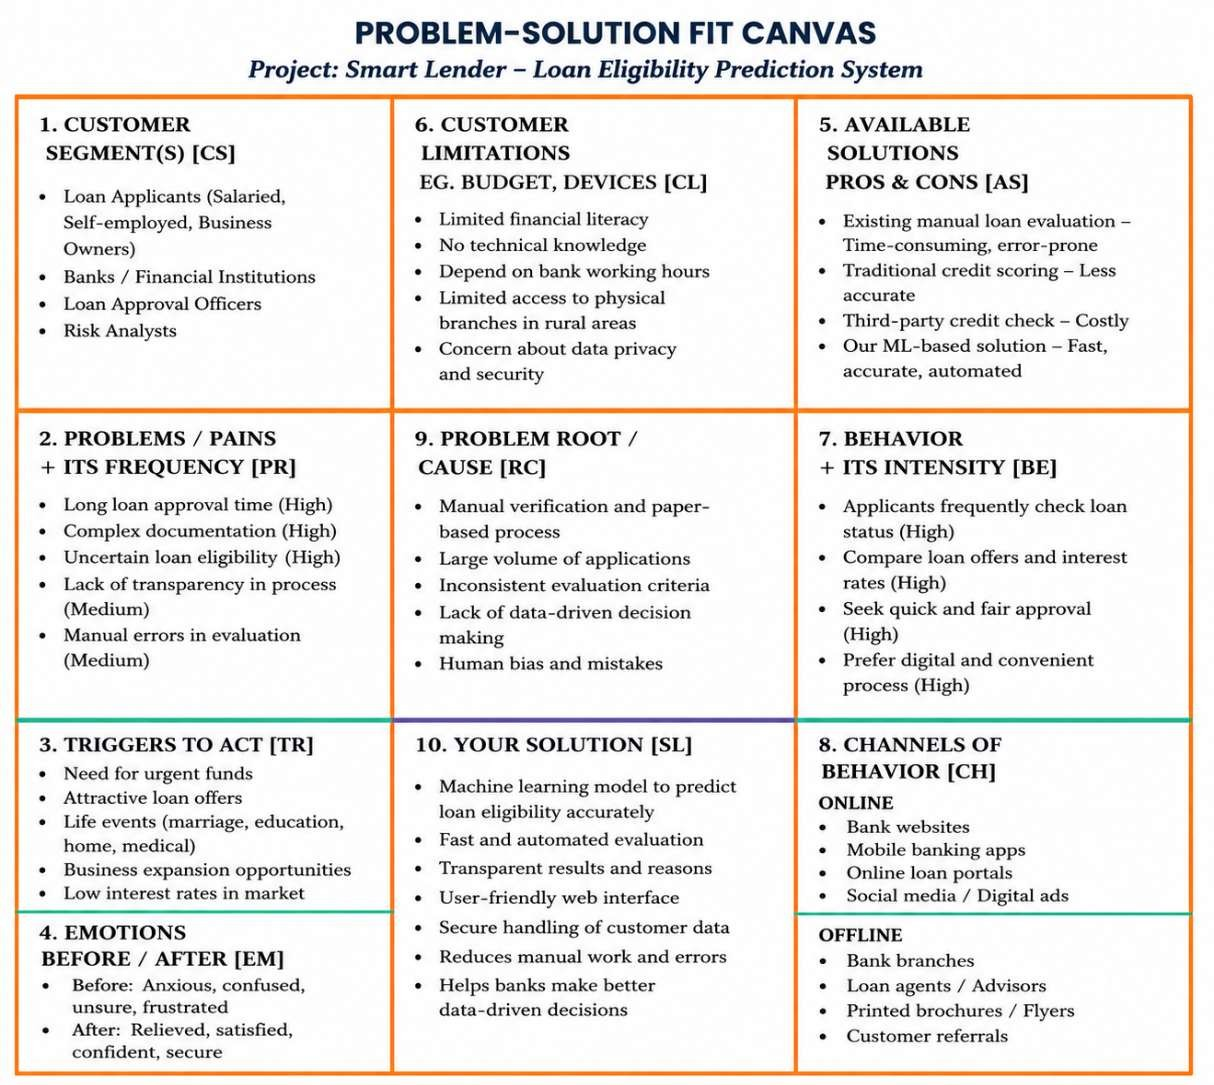 PROBLEM-SOLUTION FIT CANVAS
Project: Smart Lender – Loan Eligibility Prediction System
1. CUSTOMER
SEGMENT(S) [CS]
• Loan Applicants (Salaried,
Self-employed, Business
Owners)
• Banks / Financial Institutions
• Loan Approval Officers
• Risk Analysts
6. CUSTOMER
LIMITATIONS
EG. BUDGET, DEVICES [CL]
• Limited financial literacy
• No technical knowledge
• Depend on bank working hours
• Limited access to physical
branches in rural areas
• Concern about data privacy
and security
5. AVAILABLE
SOLUTIONS
PROS & CONS [AS]
• Existing manual loan evaluation –
Time-consuming, error-prone
• Traditional credit scoring – Less
accurate
• Third-party credit check – Costly
• Our ML-based solution – Fast,
accurate, automated
2. PROBLEMS / PAINS
+ ITS FREQUENCY [PR]
• Long loan approval time (High)
• Complex documentation (High)
• Uncertain loan eligibility (High)
• Lack of transparency in process
(Medium)
• Manual errors in evaluation
(Medium)
9. PROBLEM ROOT /
CAUSE [RC]
• Manual verification and paper-
based process
• Large volume of applications
• Inconsistent evaluation criteria
• Lack of data-driven decision
making
• Human bias and mistakes
7. BEHAVIOR
+ ITS INTENSITY [BE]
• Applicants frequently check loan
status (High)
• Compare loan offers and interest
rates (High)
• Seek quick and fair approval
(High)
• Prefer digital and convenient
process (High)
3. TRIGGERS TO ACT [TR]
• Need for urgent funds
• Attractive loan offers
• Life events (marriage, education,
home, medical)
• Business expansion opportunities
• Low interest rates in market
4. EMOTIONS
BEFORE / AFTER [EM]
• Before: Anxious, confused,
unsure, frustrated
• After: Relieved, satisfied,
confident, secure
10. YOUR SOLUTION [SL]
• Machine learning model to predict
loan eligibility accurately
• Fast and automated evaluation
• Transparent results and reasons
• User-friendly web interface
• Secure handling of customer data
• Reduces manual work and errors
• Helps banks make better
data-driven decisions
8. CHANNELS OF
BEHAVIOR [CH]
ONLINE
• Bank websites
• Mobile banking apps
• Online loan portals
• Social media / Digital ads
OFFLINE
• Bank branches
• Loan agents / Advisors
• Printed brochures / Flyers
• Customer referrals